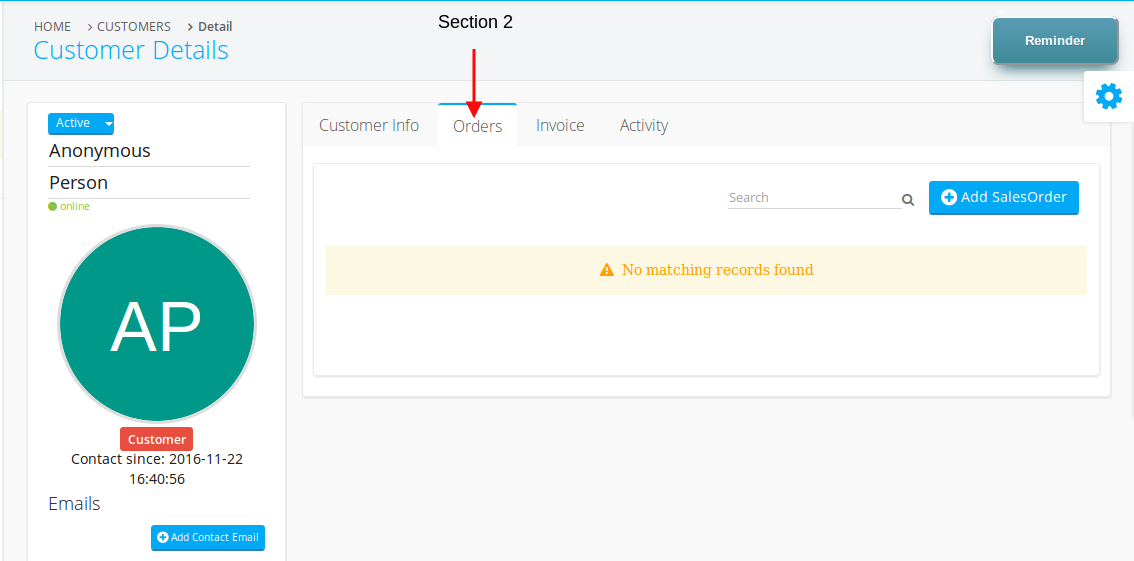 Section 2
HOME > CUSTOMERS > Detail
Customer Details
Reminder
Active
Anonymous
Person
online
AP
Customer
Contact since: 2016-11-22
16:40:56
Emails
Add Contact Email
Customer Info Orders Invoice Activity
Search
Add SalesOrder
No matching records found